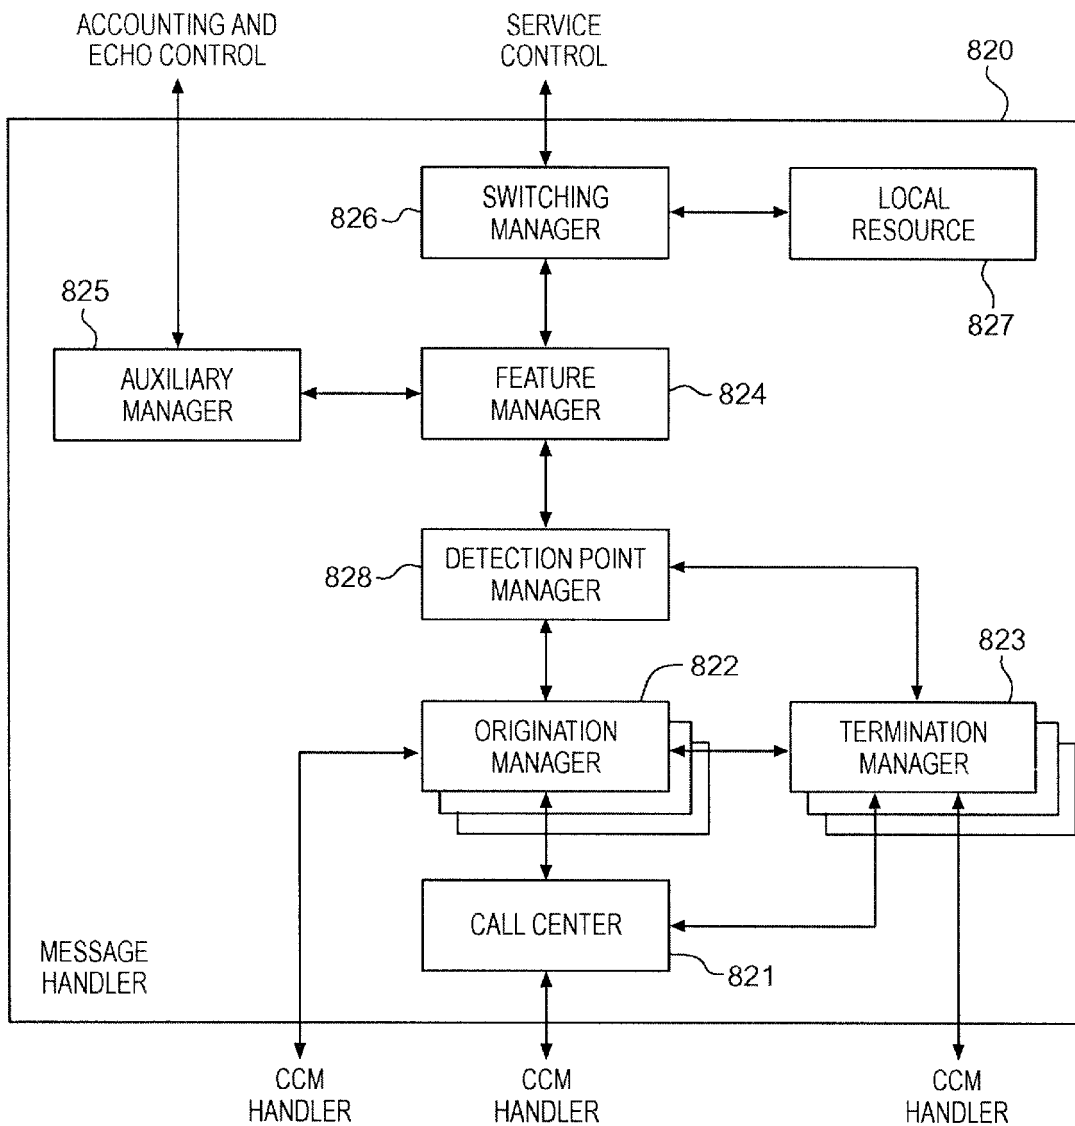 ACCOUNTING AND
ECHO CONTROL
SERVICE
CONTROL
820
SWITCHING
MANAGER
826
LOCAL
RESOURCE
827
825
AUXILIARY
MANAGER
FEATURE
MANAGER
824
DETECTION POINT
MANAGER
828
822
823
ORIGINATION
MANAGER
TERMINATION
MANAGER
CALL CENTER
821
MESSAGE
HANDLER
CCM
HANDLER
CCM
HANDLER
CCM
HANDLER